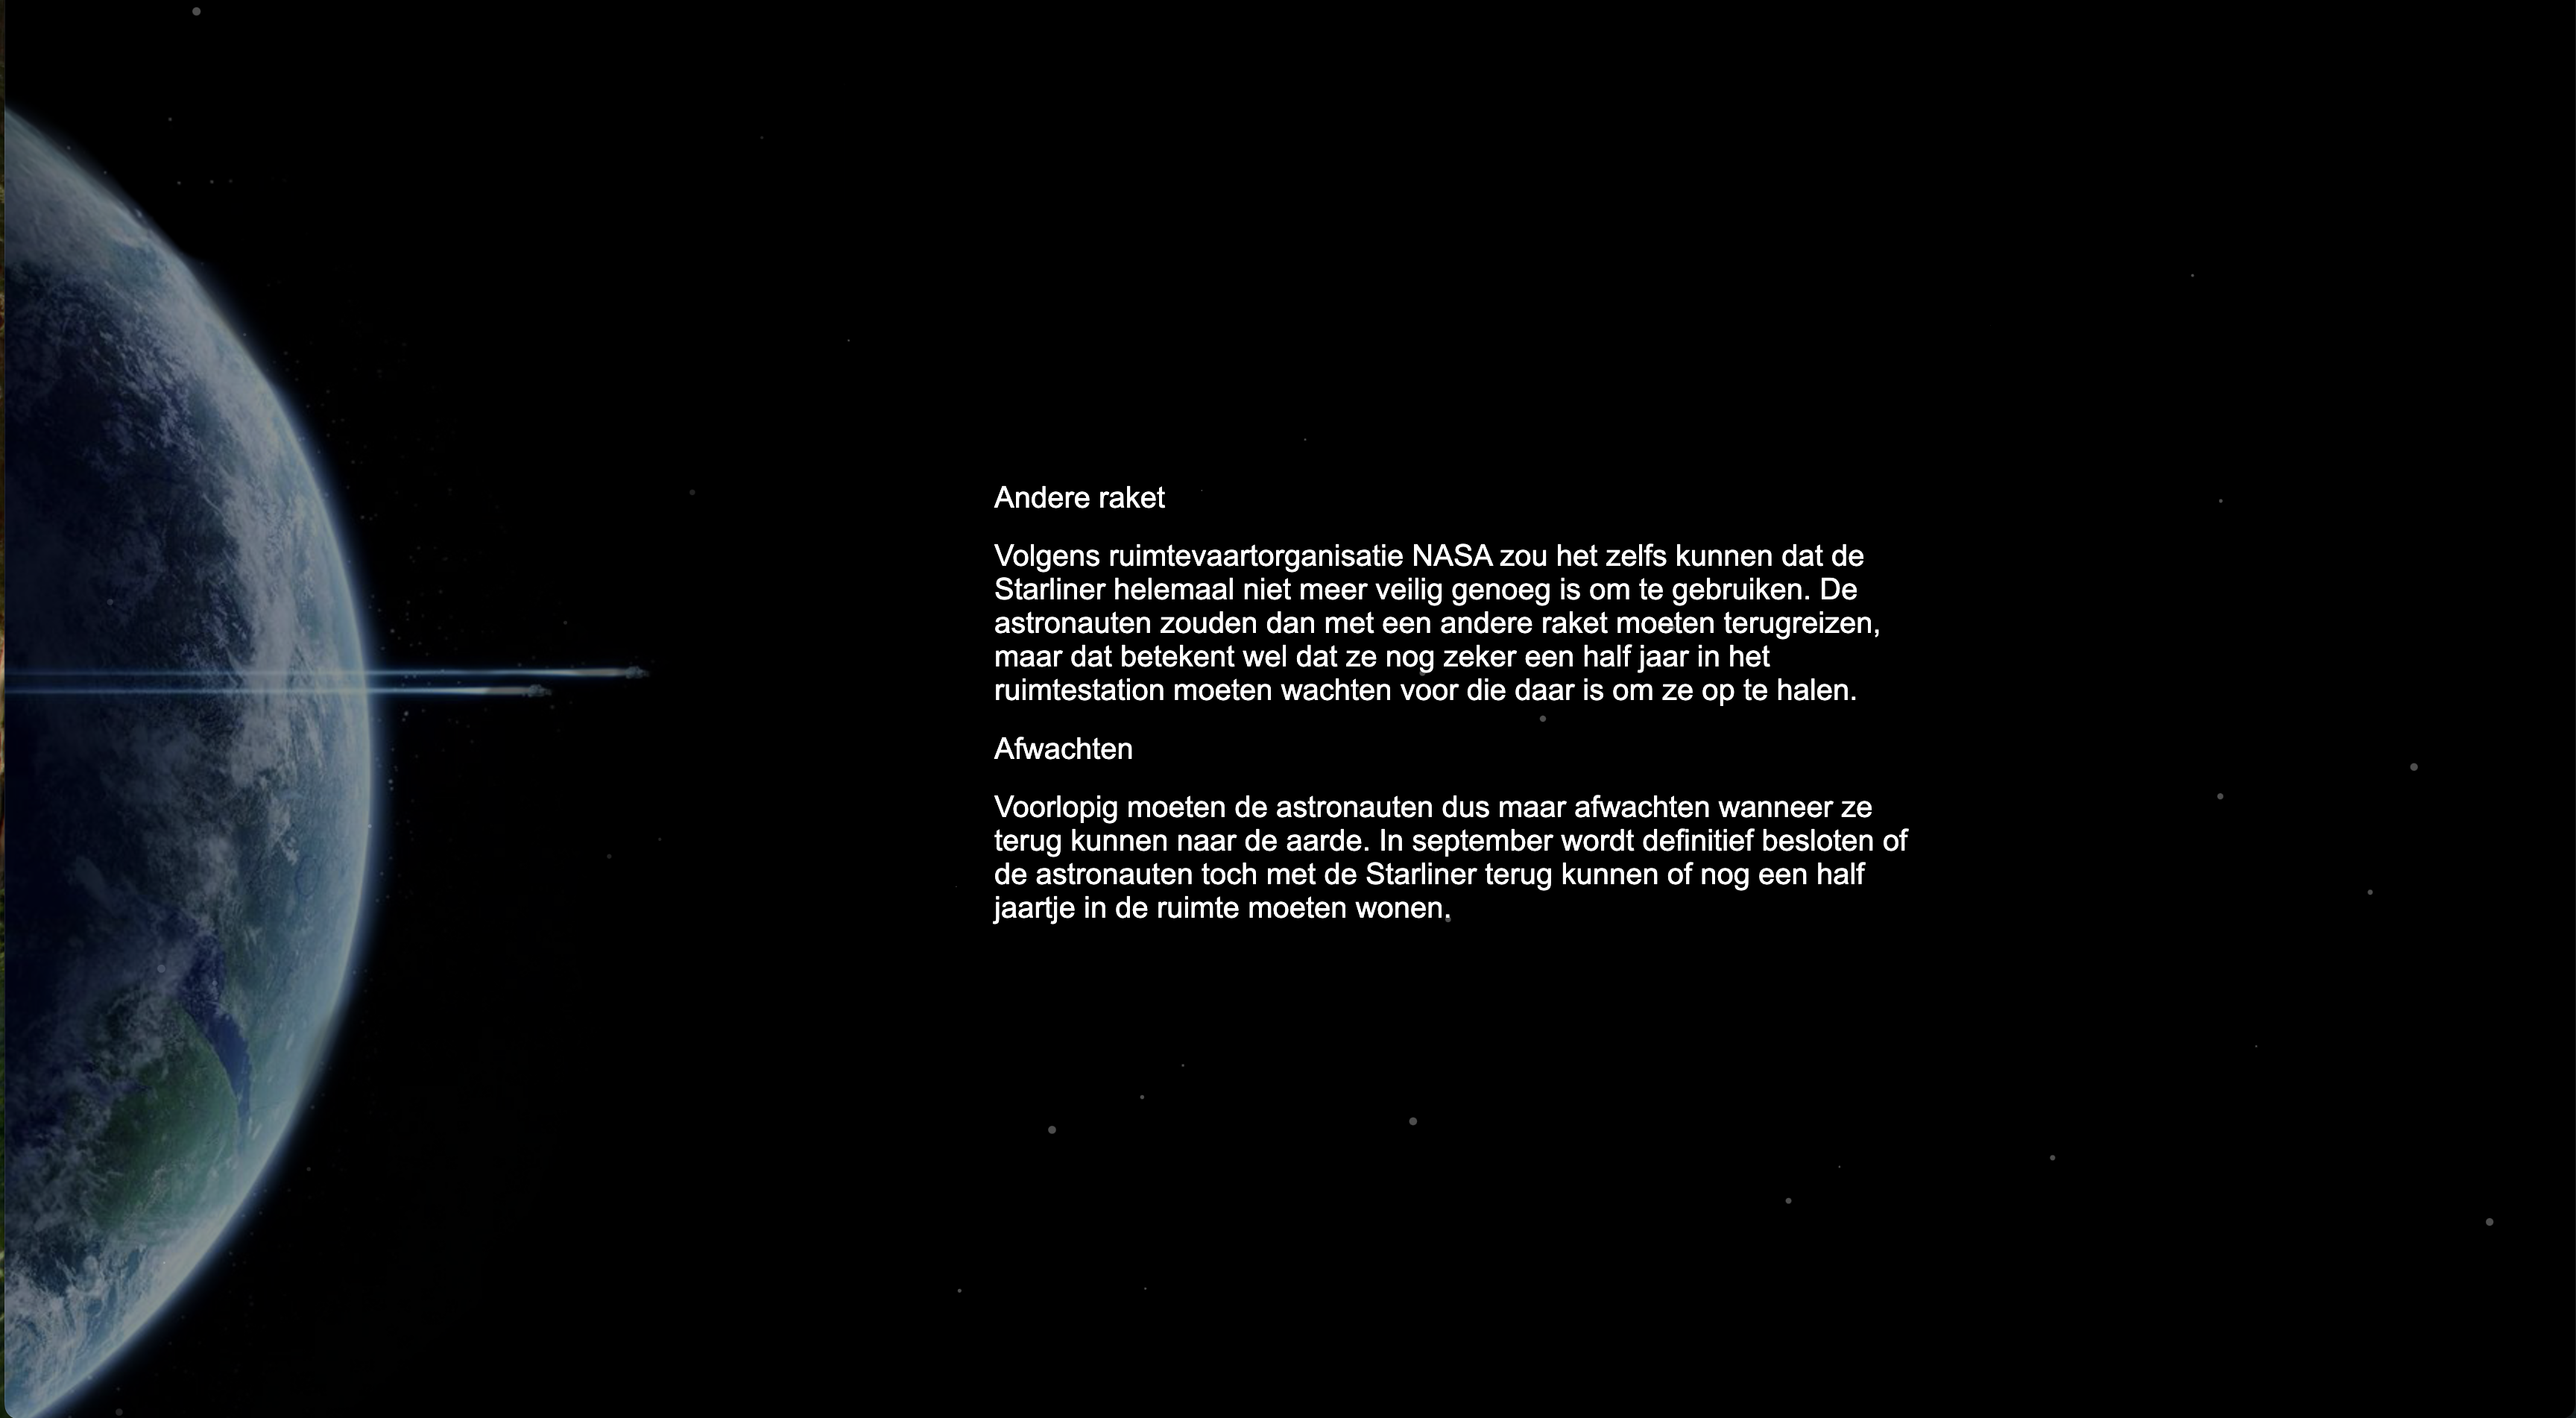 Andere raket
Volgens ruimtevaartorganisatie NASA zou het zelfs kunnen dat de
Starliner helemaal niet meer veilig genoeg is om te gebruiken. De
astronauten zouden dan met een andere raket moeten terugreizen,
maar dat betekent wel dat ze nog zeker een half jaar in het
ruimtestation moeten wachten voor die daar is om ze op te halen.
Afwachten
Voorlopig moeten de astronauten dus maar afwachten wanneer ze
terug kunnen naar de aarde. In september wordt definitief besloten of
de astronauten toch met de Starliner terug kunnen of nog een half
jaartje in de ruimte moeten wonen.